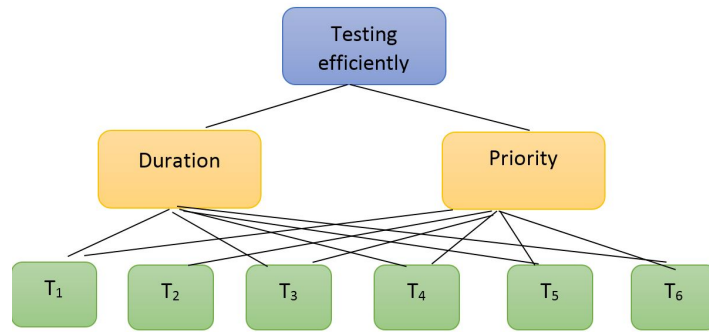 Testing
efficiently
Duration
Priority
T₁
T₂
T₃
T₄
T₅
T₆